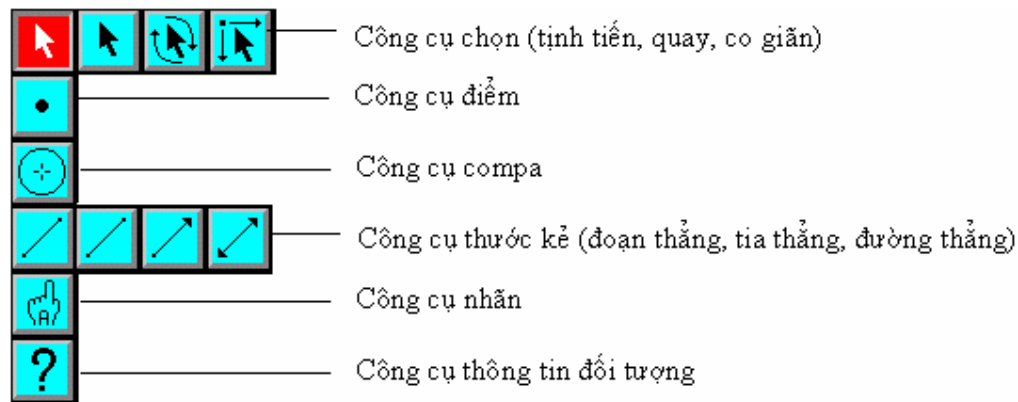 Công cụ chọn (tịnh tiến, quay, co giãn)
Công cụ điểm
Công cụ compa
Công cụ thước kẻ (đoạn thẳng, tia thẳng, đường thẳng)
A
Công cụ nhãn
?
Công cụ thông tin đối tượng